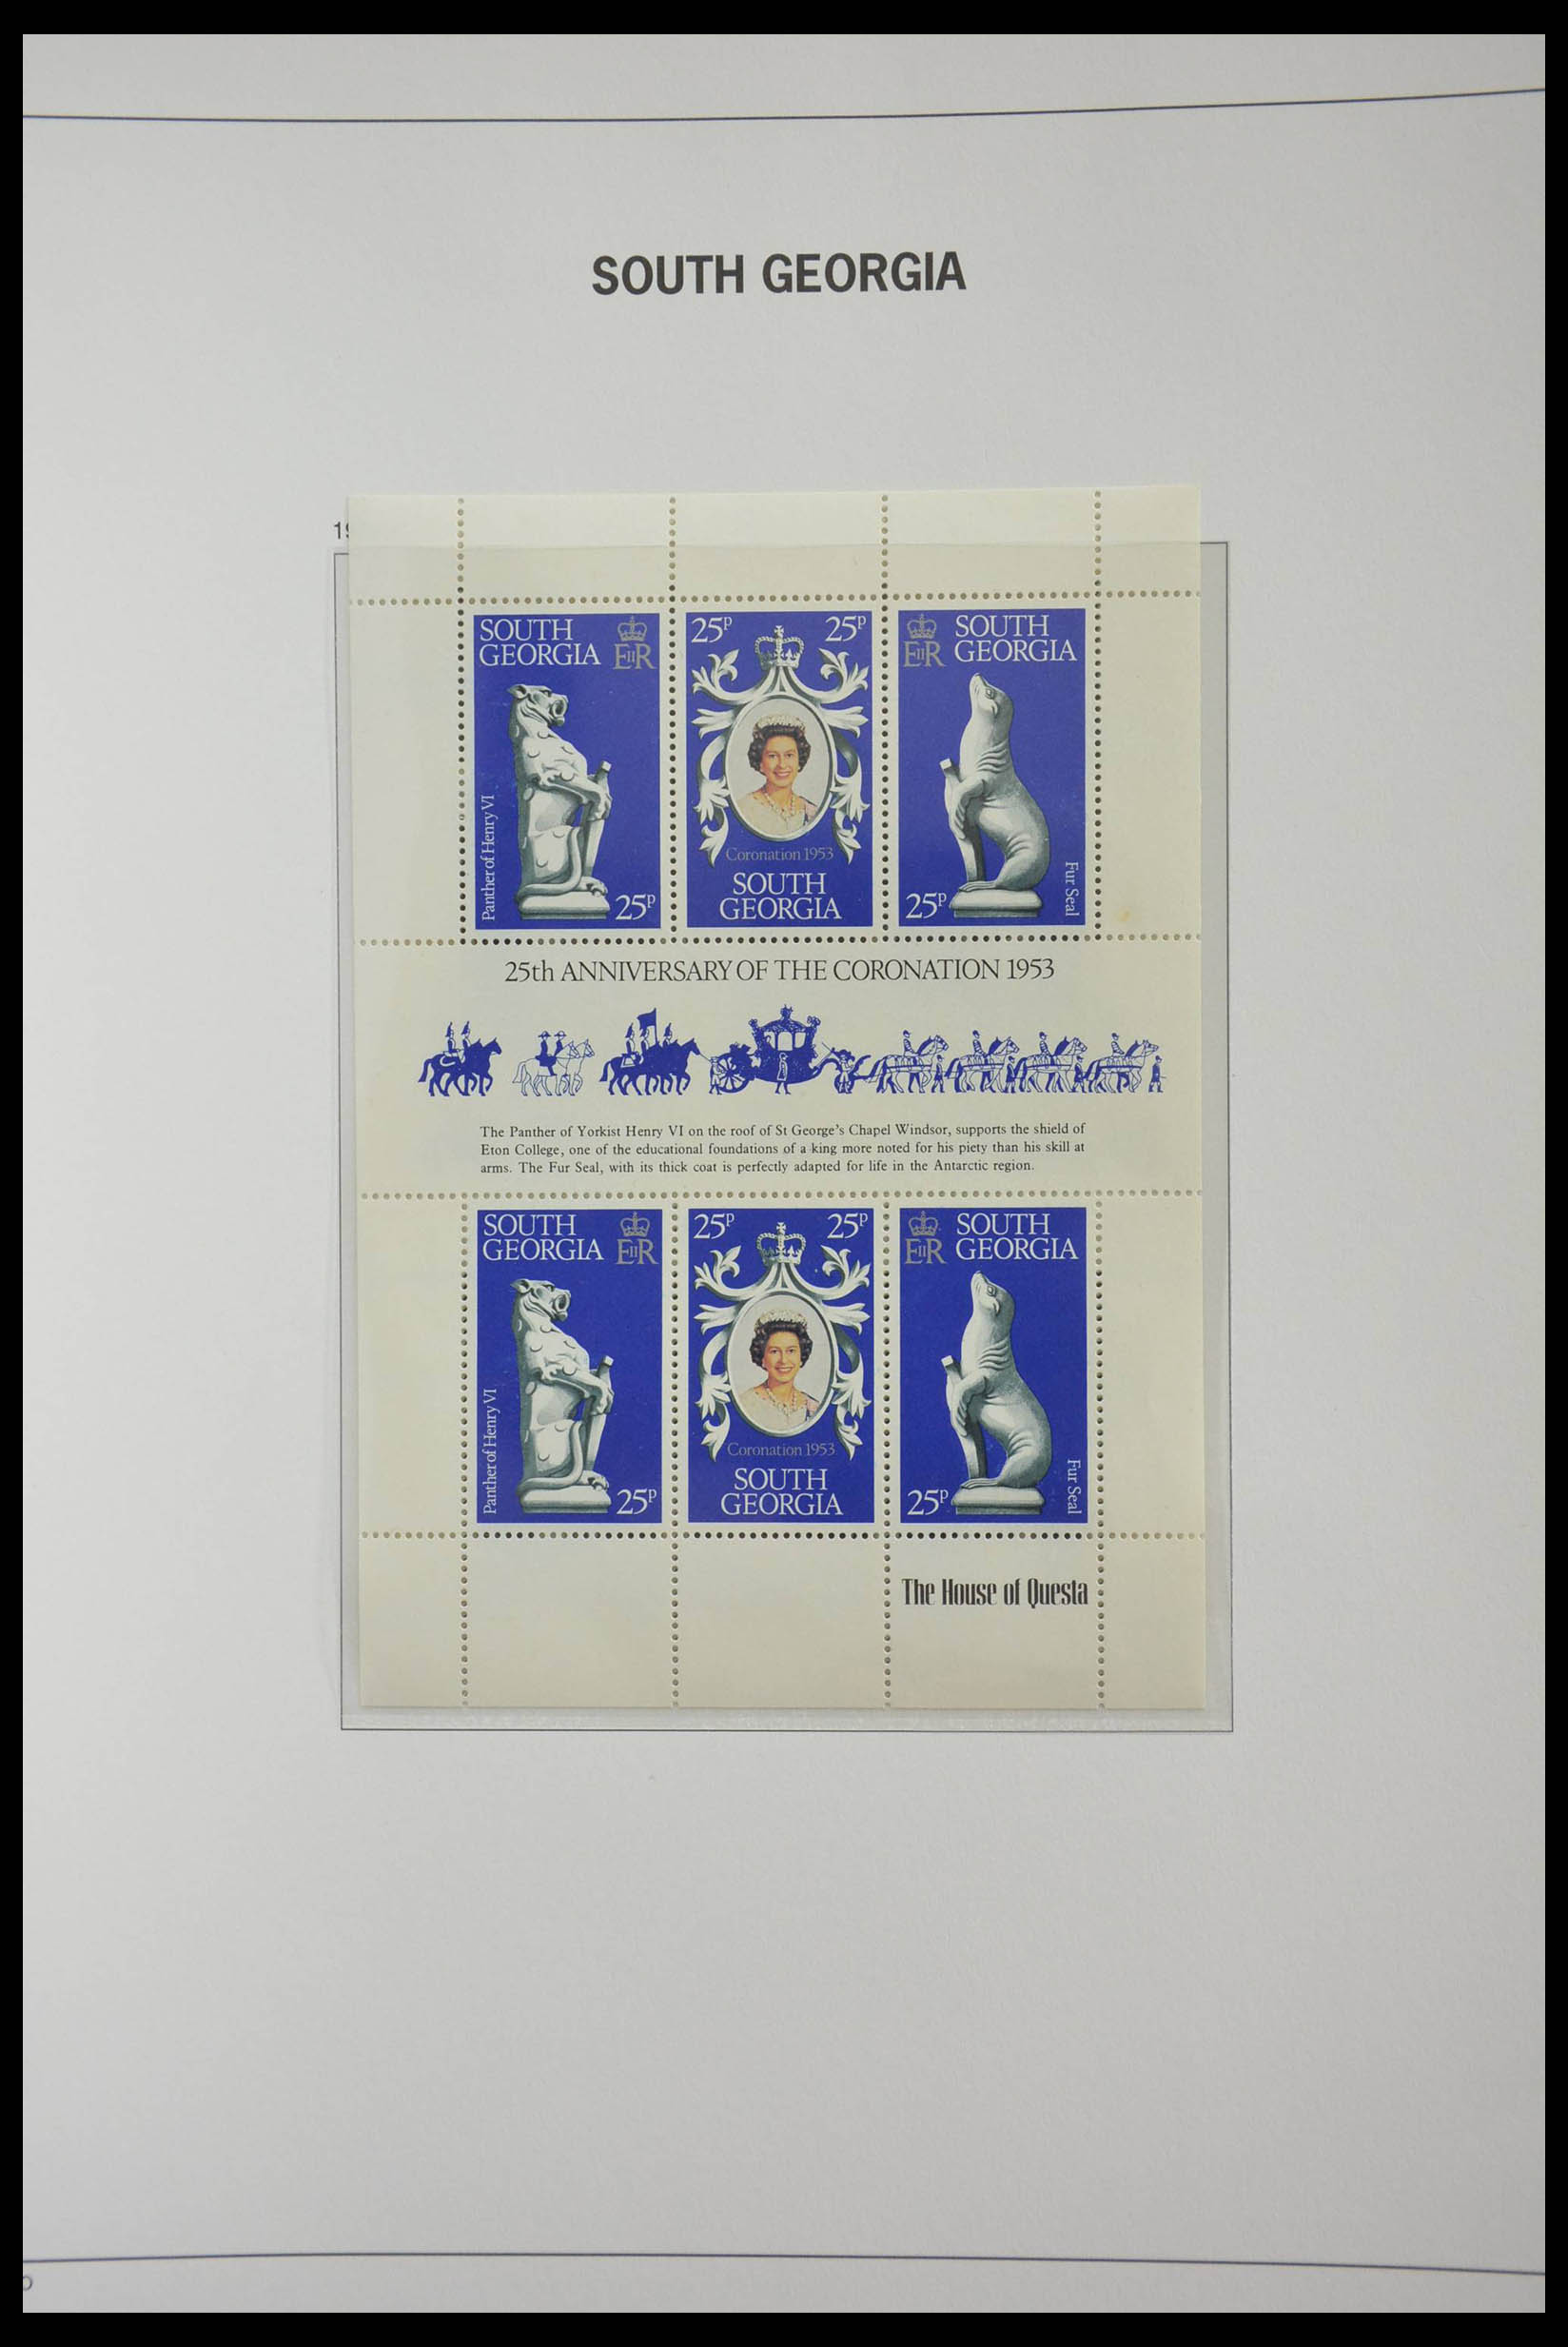 SOUTH GEORGIA
SOUTH
GEORGIA
EIIR
Panther of Henry VI
25P
25P
25P
Coronation 1953
SOUTH
GEORGIA
EIIR
SOUTH
GEORGIA
25P
Fur Seal
25th ANNIVERSARY OF THE CORONATION 1953
The Panther of Yorkist Henry VI on the roof of St George's Chapel Windsor, supports the shield of
Eton College, one of the educational foundations of a king more noted for his piety than his skill at
arms. The Fur Seal, with its thick coat is perfectly adapted for life in the Antarctic region.
SOUTH
GEORGIA
EIIR
Panther of Henry VI
25P
25P
25P
Coronation 1953
SOUTH
GEORGIA
EIIR
SOUTH
GEORGIA
25P
Fur Seal
The House of Questa